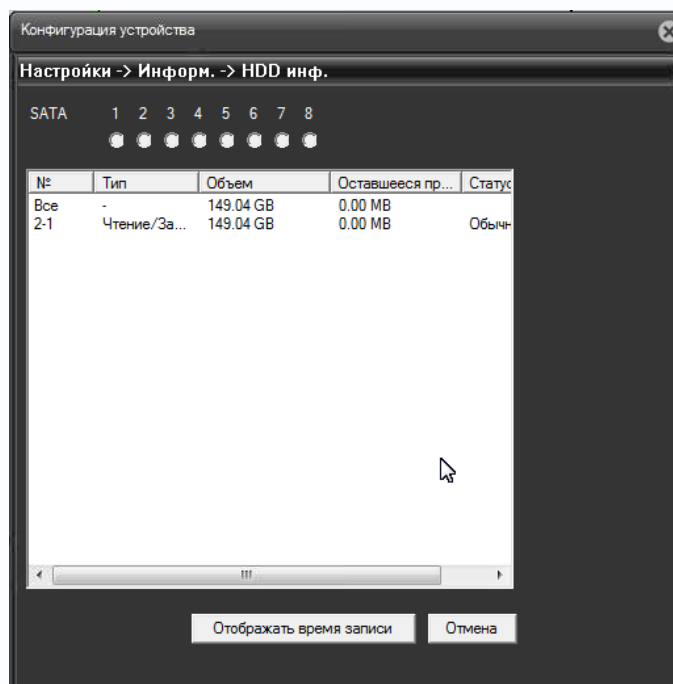 Конфигурация устройства
Настройки -> Информ. -> HDD инф.
SATA 1 2 3 4 5 6 7 8
№ Тип Объем Оставшееся пр... Статус
Все - 149.04 GB 0.00 MB
2-1 Чтение/За... 149.04 GB 0.00 MB Обычн
Отображать время записи Отмена